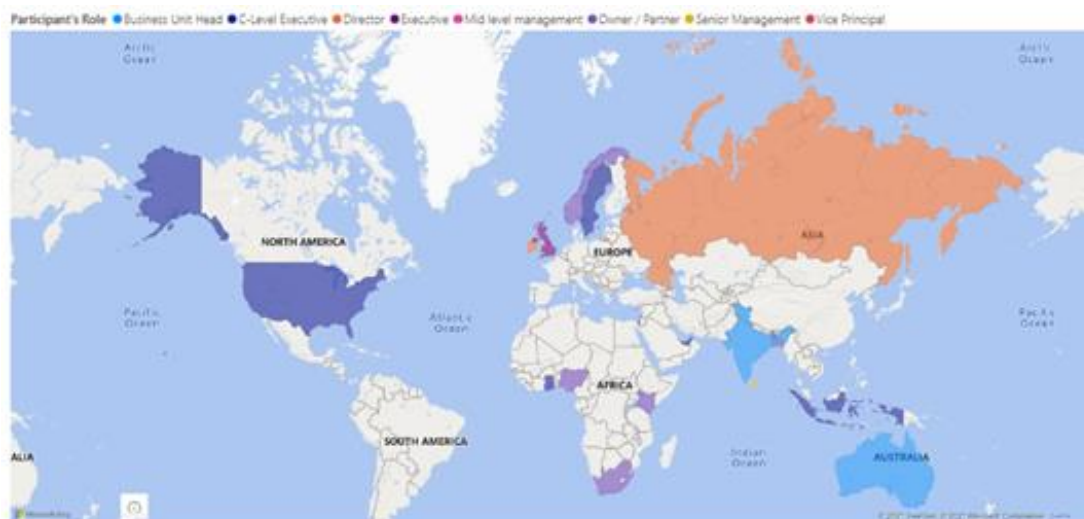 Participant's Role Business Unit Head C-Level Executive Director Executive Mid level management Owner / Partner Senior Management Vice Principal
Arctic Ocean
Arctic Ocean
NORTH AMERICA
EUROPE
ASIA
Pacific Ocean
Atlantic Ocean
Pacific Ocean
AFRICA
SOUTH AMERICA
Indian Ocean
ALIA
AUSTRALIA
Microsoft Bing